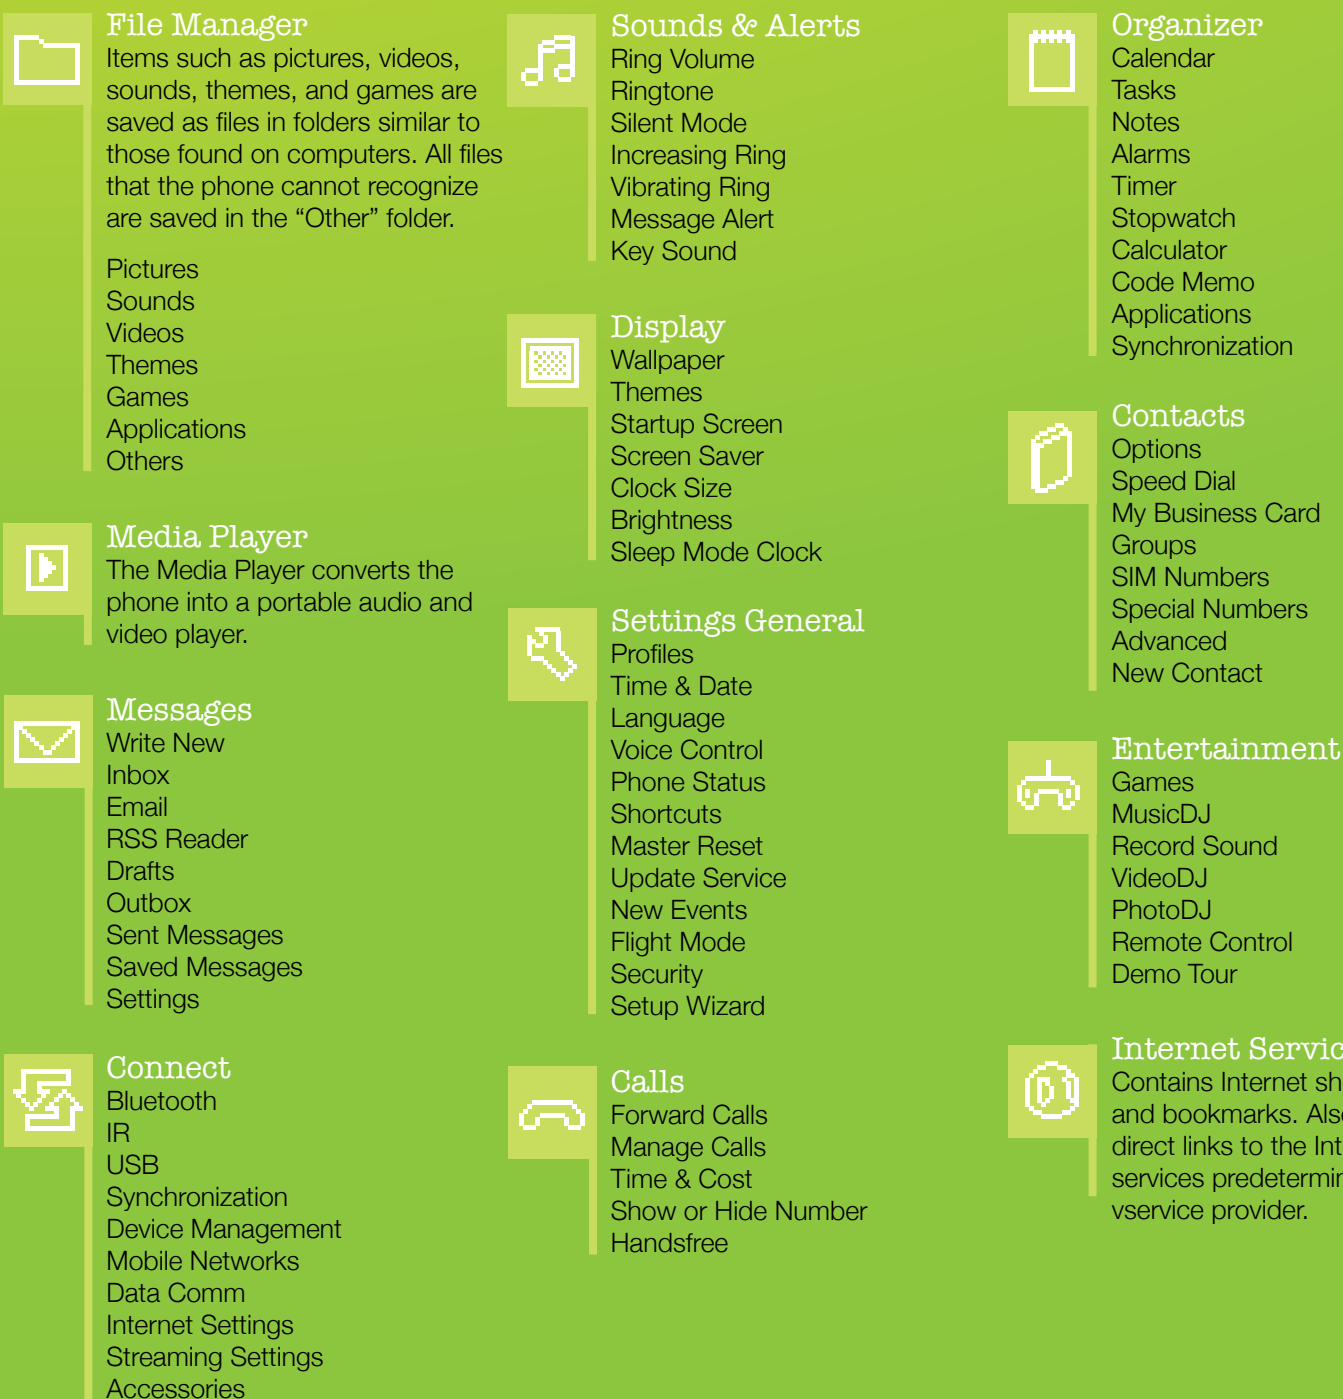 File Manager
Items such as pictures, videos,
sounds, themes, and games are
saved as files in folders similar to
those found on computers. All files
that the phone cannot recognize
are saved in the “Other” folder.
Pictures
Sounds
Videos
Themes
Games
Applications
Others
Media Player
The Media Player converts the
phone into a portable audio and
video player.
Messages
Write New
Inbox
Email
RSS Reader
Drafts
Outbox
Sent Messages
Saved Messages
Settings
Connect
Bluetooth
IR
USB
Synchronization
Device Management
Mobile Networks
Data Comm
Internet Settings
Streaming Settings
Accessories
Sounds & Alerts
Ring Volume
Ringtone
Silent Mode
Increasing Ring
Vibrating Ring
Message Alert
Key Sound
Display
Wallpaper
Themes
Startup Screen
Screen Saver
Clock Size
Brightness
Sleep Mode Clock
Settings General
Profiles
Time & Date
Language
Voice Control
Phone Status
Shortcuts
Master Reset
Update Service
New Events
Flight Mode
Security
Setup Wizard
Calls
Forward Calls
Manage Calls
Time & Cost
Show or Hide Number
Handsfree
Organizer
Calendar
Tasks
Notes
Alarms
Timer
Stopwatch
Calculator
Code Memo
Applications
Synchronization
Contacts
Options
Speed Dial
My Business Card
Groups
SIM Numbers
Special Numbers
Advanced
New Contact
Entertainment
Games
MusicDJ
Record Sound
VideoDJ
PhotoDJ
Remote Control
Demo Tour
Internet
Contains Internet
and bookmarks.
direct links to the
services
vservice provider.